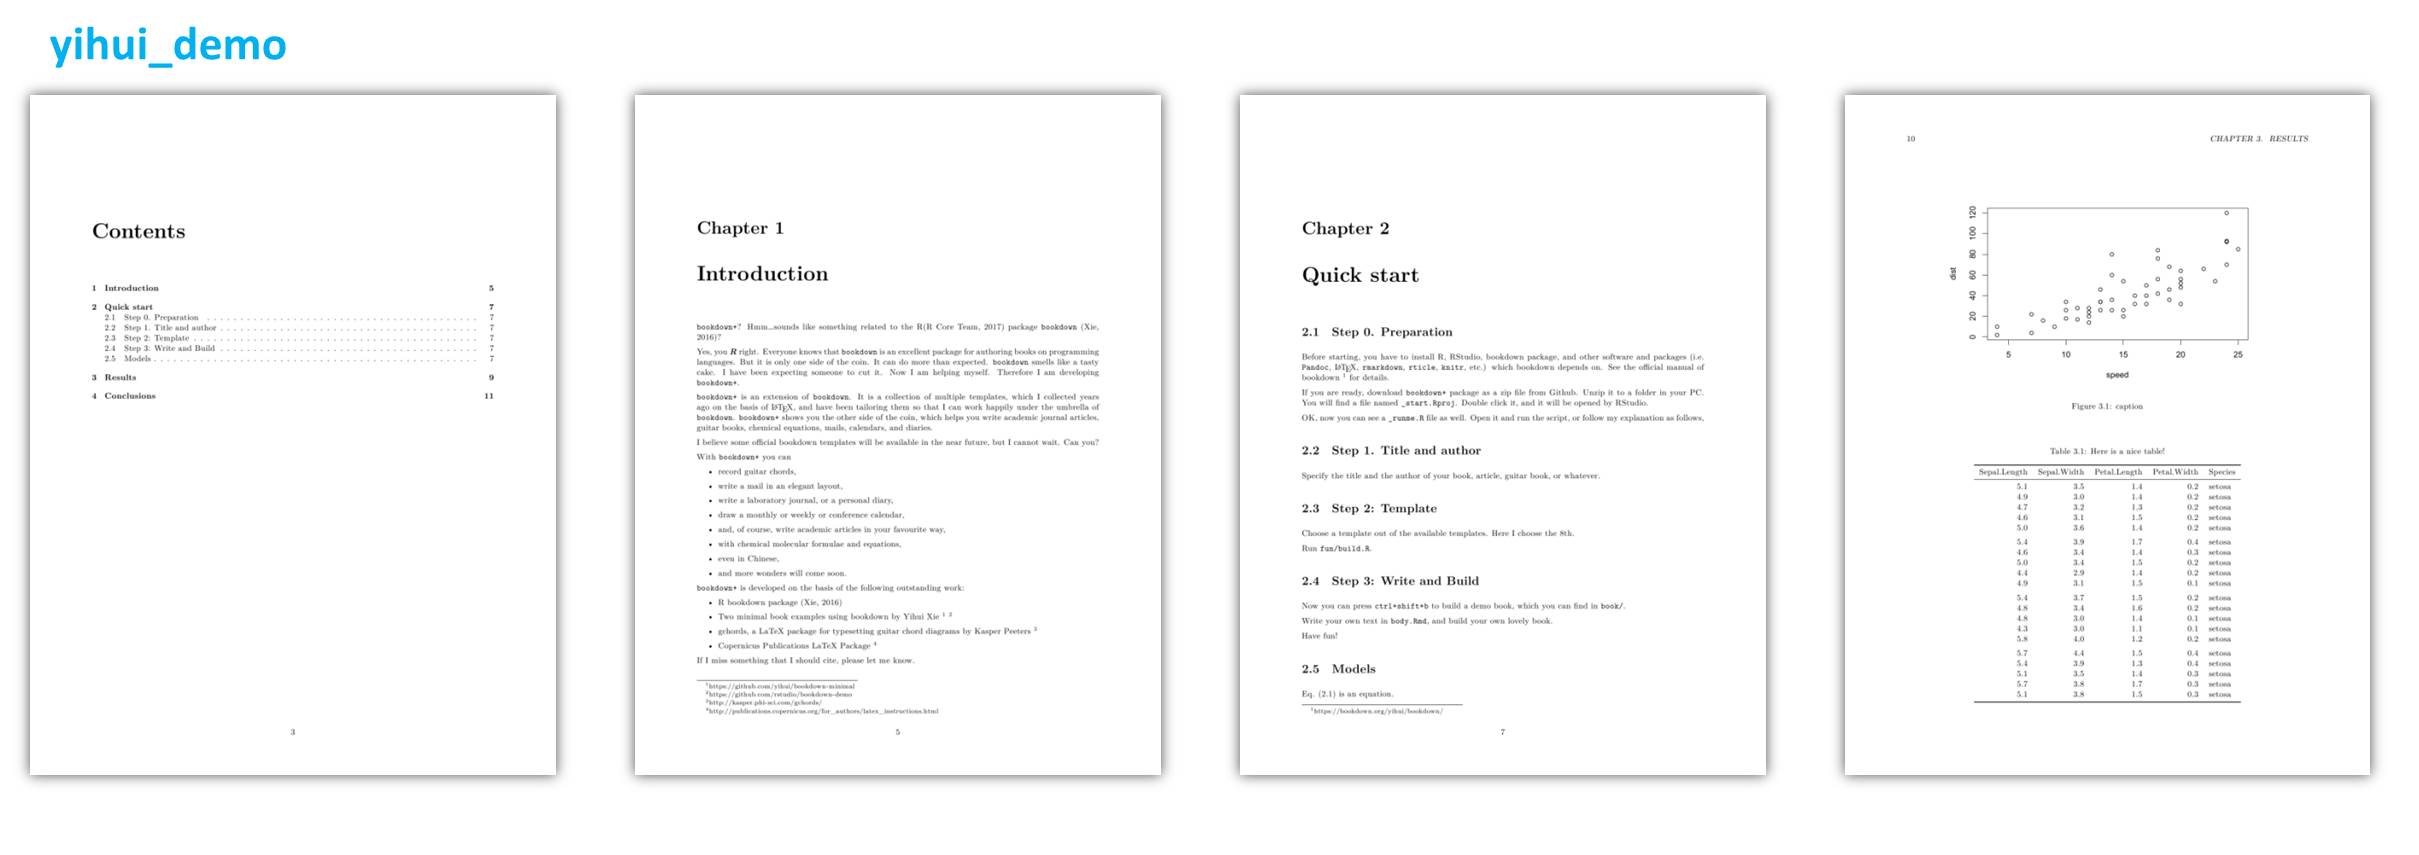 yihui_demo
Contents
1 Introduction 5
2 Quick start 7
2.1 Step 0. Preparation . . . . . . . . . . . . . . . . . . . . 7
2.2 Step 1. Title and author . . . . . . . . . . . . . . . . . . . . 7
2.3 Step 2: Template . . . . . . . . . . . . . . . . . . . . 7
2.4 Step 3: Write and Build . . . . . . . . . . . . . . . . . . . . 7
2.5 Models . . . . . . . . . . . . . . . . . . . . 7
3 Results 9
4 Conclusions 11
3
Chapter 1
Introduction
bookdown+? Hmm...sounds like something related to the R(R Core Team, 2017) package bookdown (Xie,
2016)?
Yes, you R right. Everyone knows that bookdown is an excellent package for authoring books on programming
languages. But it is only one side of the coin. It can do more than expected. bookdown smells like a tasty
cake. I have been expecting someone to cut it. Now I am helping myself. Therefore I am developing
bookdown+.
bookdown+ is an extension of bookdown. It is a collection of multiple templates, which I collected years
ago on the basis of LaTeX, and have been tailoring them so that I can work happily under the umbrella of
bookdown. bookdown+ shows you the other side of the coin, which helps you write academic journal articles,
guitar books, chemical equations, mails, calendars, and diaries.
I believe some official bookdown templates will be available in the near future, but I cannot wait. Can you?
With bookdown+ you can
• record guitar chords,
• write a mail in an elegant layout,
• write a laboratory journal, or a personal diary,
• draw a monthly or weekly or conference calendar,
• and, of course, write academic articles in your favourite way,
• with chemical molecular formulae and equations,
• even in Chinese,
• and more wonders will come soon.
bookdown+ is developed on the basis of the following outstanding work:
• R bookdown package (Xie, 2016)
• Two minimal book examples using bookdown by Yihui Xie 1 2
• gchords, a LaTeX package for typesetting guitar chord diagrams by Kasper Peeters 3
• Copernicus Publications LaTeX Package 4
If I miss something that I should cite, please let me know.
1https://github.com/yihui/bookdown-minimal
2https://github.com/rstudio/bookdown-demo
3http://kasper.phi-sci.com/gchords/
4http://publications.copernicus.org/for_authors/latex_instructions.html
5
Chapter 2
Quick start
2.1 Step 0. Preparation
Before starting, you have to install R, RStudio, bookdown package, and other software and packages (i.e.
Pandoc, LaTeX, rmarkdown, rticle, knitr, etc.) which bookdown depends on. See the official manual of
bookdown 1 for details.
If you are ready, download bookdown+ package as a zip file from Github. Unzip it to a folder in your PC.
You will find a file named _start.Rproj. Double click it, and it will be opened by RStudio.
OK, now you can see a _runme.R file as well. Open it and run the script, or follow my explanation as follows,
2.2 Step 1. Title and author
Specify the title and the author of your book, article, guitar book, or whatever.
2.3 Step 2: Template
Choose a template out of the available templates. Here I choose the 8th.
Run fun/build.R.
2.4 Step 3: Write and Build
Now you can press ctrl+shift+b to build a demo book, which you can find in book/.
Write your own text in body.Rmd, and build your own lovely book.
Have fun!
2.5 Models
Eq. (2.1) is an equation.
1https://bookdown.org/yihui/bookdown/
7
10 CHAPTER 3. RESULTS
120
100
80
60
40
20
0
dist
5 10 15 20 25
speed
Figure 3.1: caption
Table 3.1: Here is a nice table!
Sepal.Length Sepal.Width Petal.Length Petal.Width Species
5.1 3.5 1.4 0.2 setosa
4.9 3.0 1.4 0.2 setosa
4.7 3.2 1.3 0.2 setosa
4.6 3.1 1.5 0.2 setosa
5.0 3.6 1.4 0.2 setosa
5.4 3.9 1.7 0.4 setosa
4.6 3.4 1.4 0.3 setosa
5.0 3.4 1.5 0.2 setosa
4.4 2.9 1.4 0.2 setosa
4.9 3.1 1.5 0.1 setosa
5.4 3.7 1.5 0.2 setosa
4.8 3.4 1.6 0.2 setosa
4.8 3.0 1.4 0.1 setosa
4.3 3.0 1.1 0.1 setosa
5.8 4.0 1.2 0.2 setosa
5.7 4.4 1.5 0.4 setosa
5.4 3.9 1.3 0.4 setosa
5.1 3.5 1.4 0.3 setosa
5.7 3.8 1.7 0.3 setosa
5.1 3.8 1.5 0.3 setosa